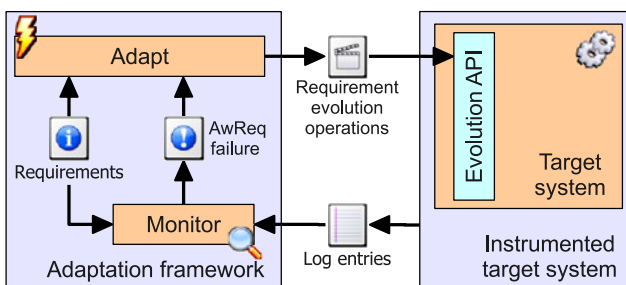 Adapt
Requirements
AwReq
failure
Monitor
Adaptation framework
Requirement
evolution
operations
Log entries
Evolution API
Target
system
Instrumented
target system